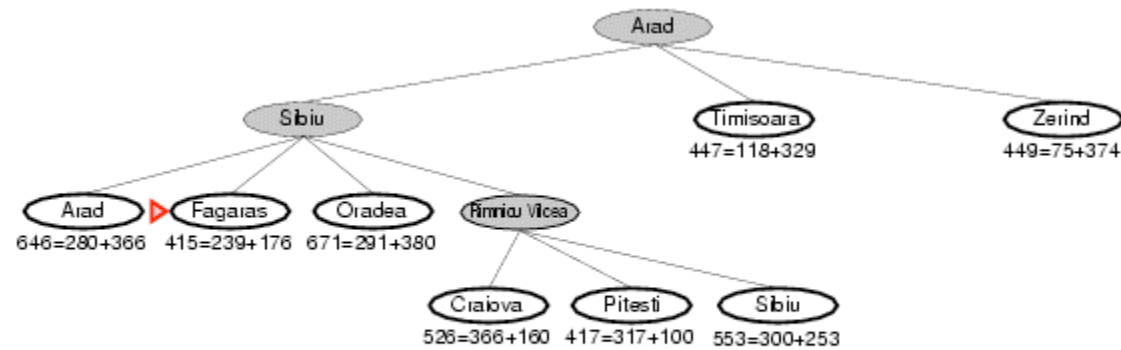 Arad
Sibiu Timisoara Zerind
447=118+329 449=75+374
Arad Fagaras Oradea Rimnicu Vilcea
646=280+366 415=239+176 671=291+380
Craiova Pitesti Sibiu
526=366+160 417=317+100 553=300+253